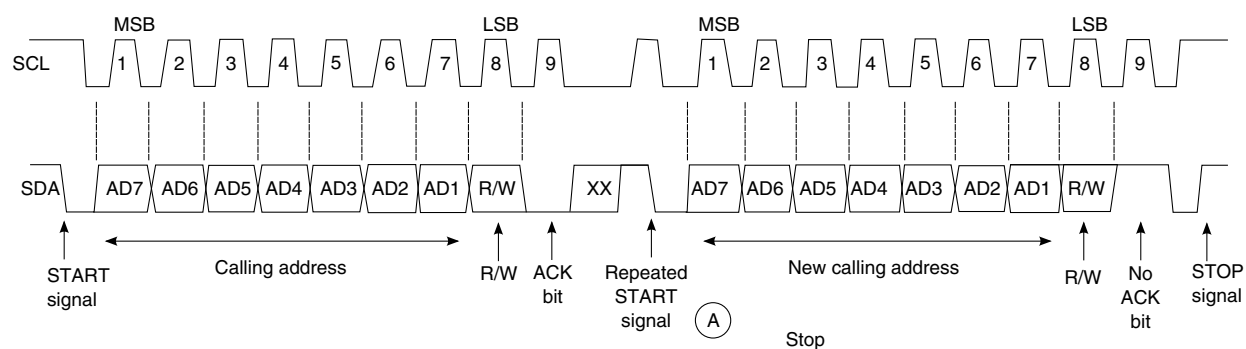 MSB LSB MSB LSB
SCL 1 2 3 4 5 6 7 8 9 1 2 3 4 5 6 7 8 9
SDA AD7 AD6 AD5 AD4 AD3 AD2 AD1 R/W XX AD7 AD6 AD5 AD4 AD3 AD2 AD1 R/W
START
signal
Calling address
R/W
ACK
bit
Repeated
START
signal
A
New calling address
R/W
No
ACK
bit
STOP
signal
Stop